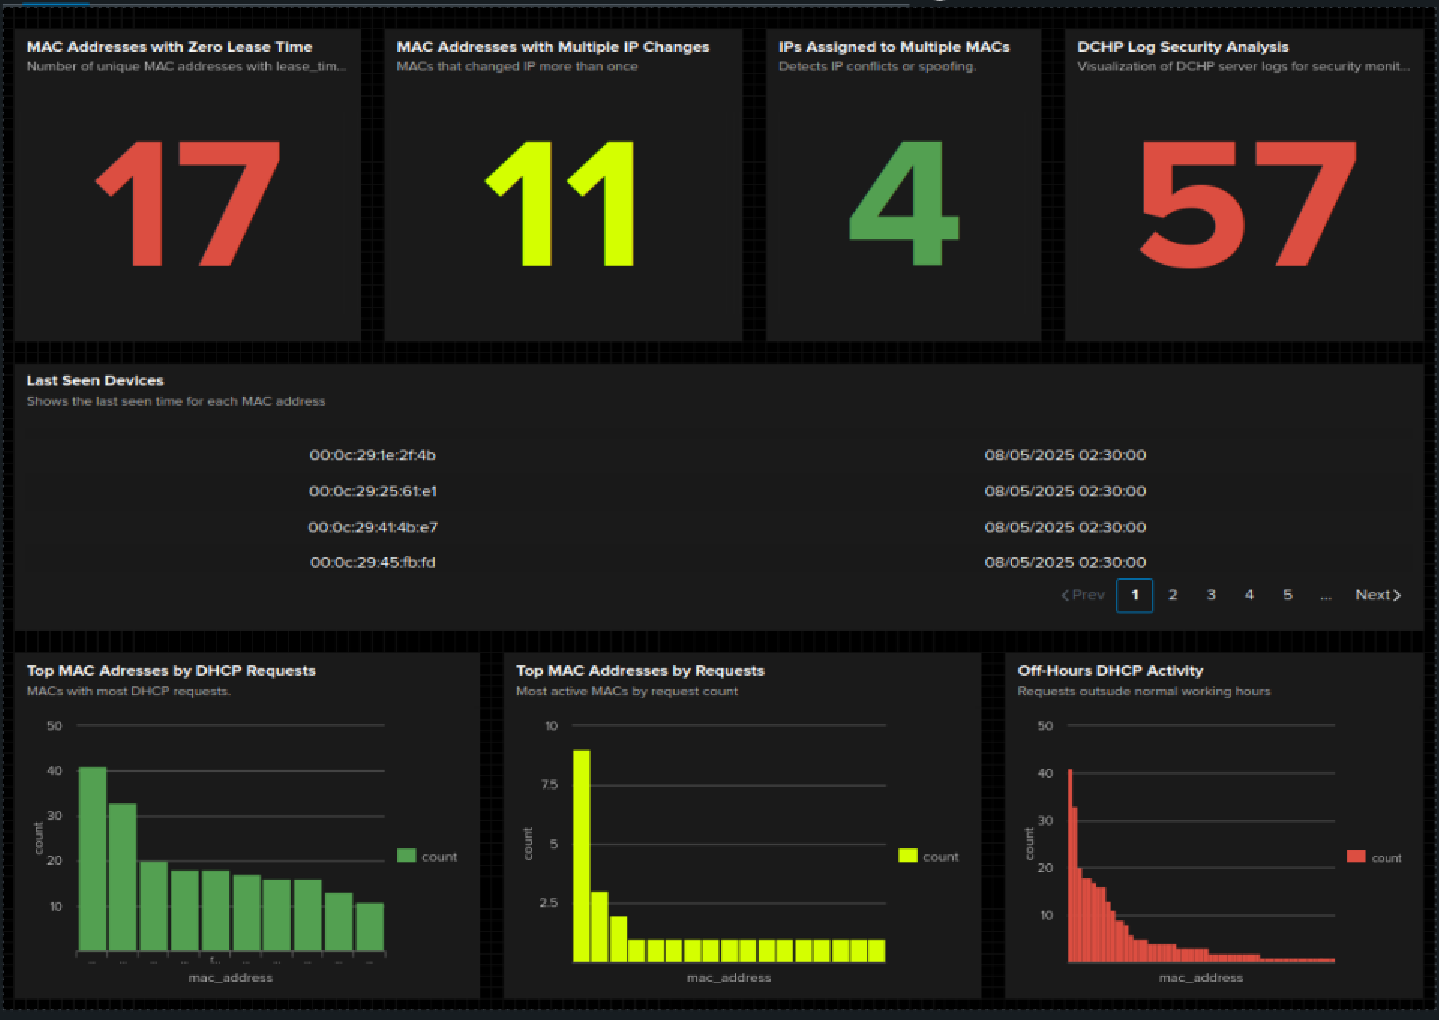 MAC Addresses with Zero Lease Time
Number of unique MAC addresses with lease_tim...
17
MAC Addresses with Multiple IP Changes
MACs that changed IP more than once
11
IPs Assigned to Multiple MACs
Detects IP conflicts or spoofing.
4
DCHP Log Security Analysis
Visualization of DCHP server logs for security monit...
57
Last Seen Devices
Shows the last seen time for each MAC address
00:0c:29:1e:2f:4b 08/05/2025 02:30:00
00:0c:29:25:61:e1 08/05/2025 02:30:00
00:0c:29:41:4b:e7 08/05/2025 02:30:00
00:0c:29:45:fb:fd 08/05/2025 02:30:00
Prev 1 2 3 4 5 ... Next
Top MAC Adresses by DHCP Requests
MACs with most DHCP requests.
50
40
30
20
10
count
count
mac_address
Top MAC Addresses by Requests
Most active MACs by request count
10
7.5
5
2.5
count
count
mac_address
Off-Hours DHCP Activity
Requests outsude normal working hours
50
40
30
20
10
count
count
mac_address